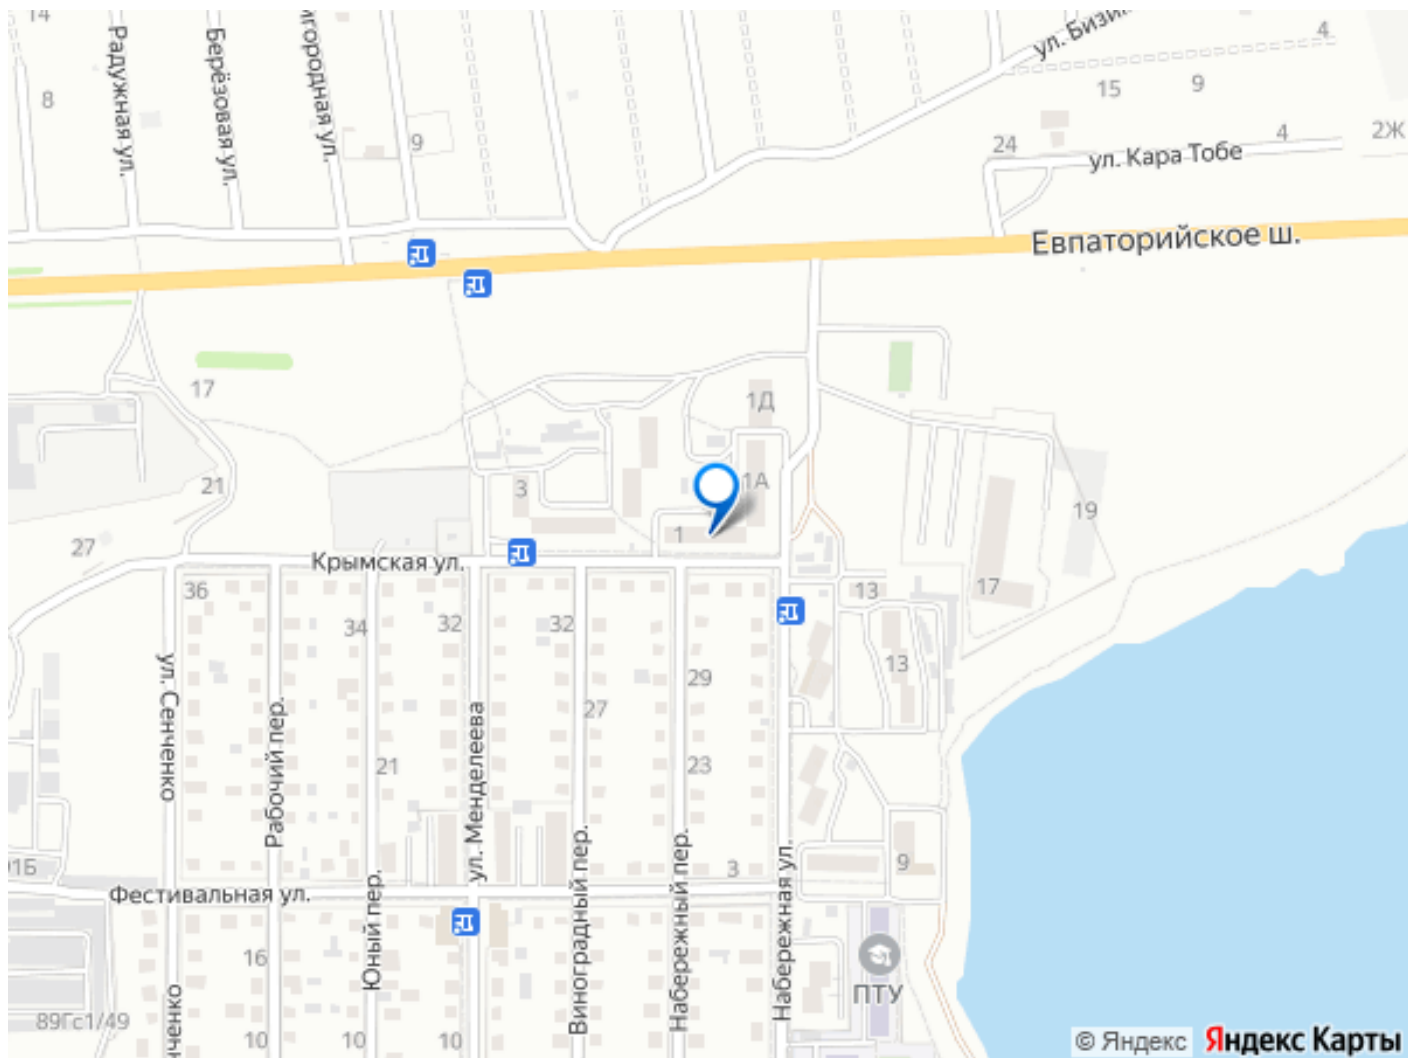 14
Радужная ул.
Берёзовая ул.
игородная ул.
ул. Бизи
4
8
9
15
9
24
ул. Кара Тобе
4
2Ж
Евпаторийское ш.
17
1Д
21
3
1А
19
27
1
Крымская ул.
36
34
32
32
13
17
ул. Сенченко
Рабочий пер.
21
ул. Менделеева
27
29
13
23
Виноградный пер.
Набережный пер.
Набережная ул.
3
9
91Б
Фестивальная ул.
Юный пер.
16
ПТУ
89Гс1/49
нченко
10
10
10
© Яндекс
Яндекс Карты